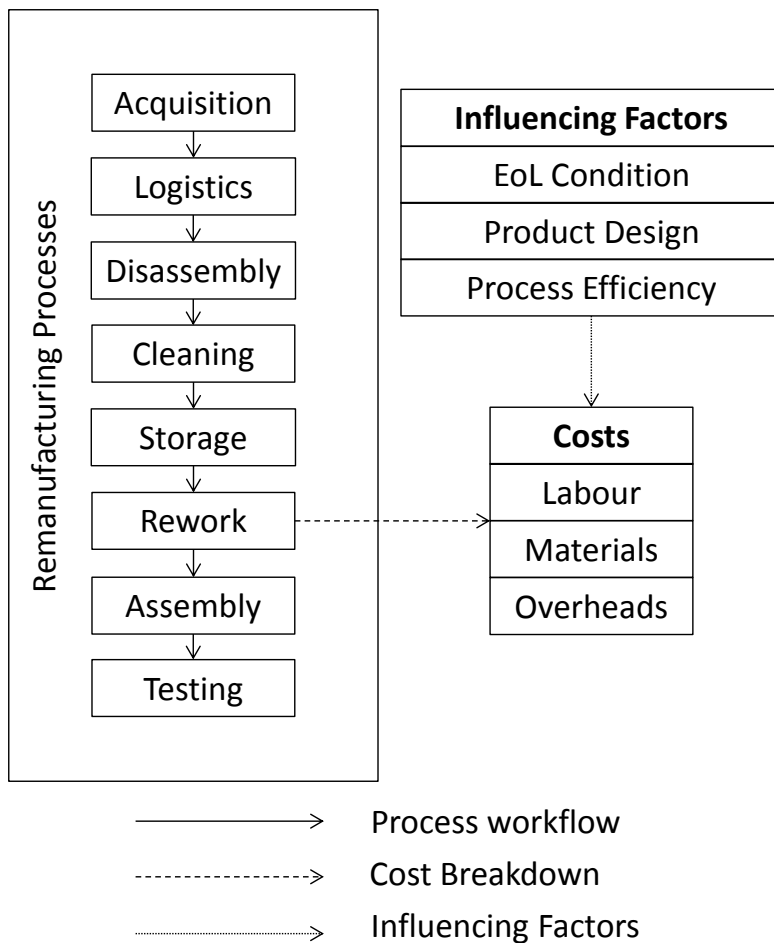 Remanufacturing Processes
Acquisition
Logistics
Disassembly
Cleaning
Storage
Rework
Assembly
Testing
Influencing Factors
EoL Condition
Product Design
Process Efficiency
Costs
Labour
Materials
Overheads
Process workflow
Cost Breakdown
Influencing Factors